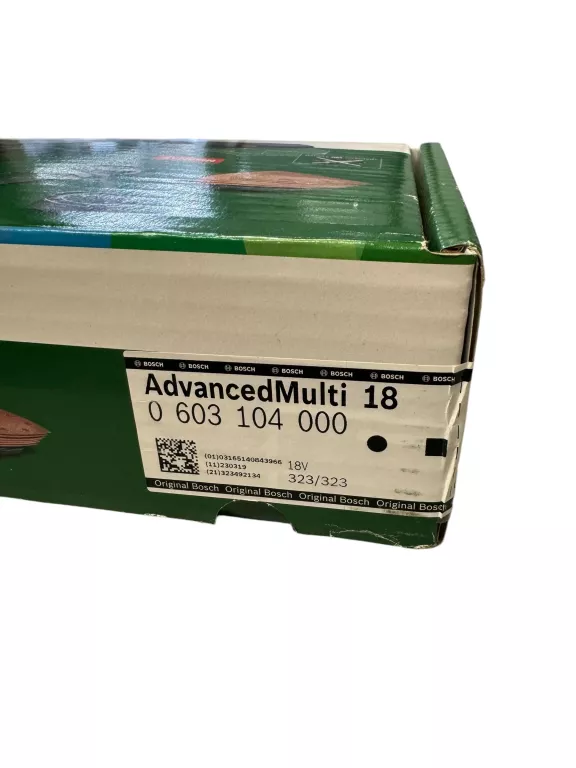 BOSCH BOSCH BOSCH BOSCH BOSCH BOSCH
AdvancedMulti 18
0 603 104 000
(01)03165140843966
(11)230319
(21)323492134
18V
323/323
Original Bosch Original Bosch Original Bosch Original Bosch